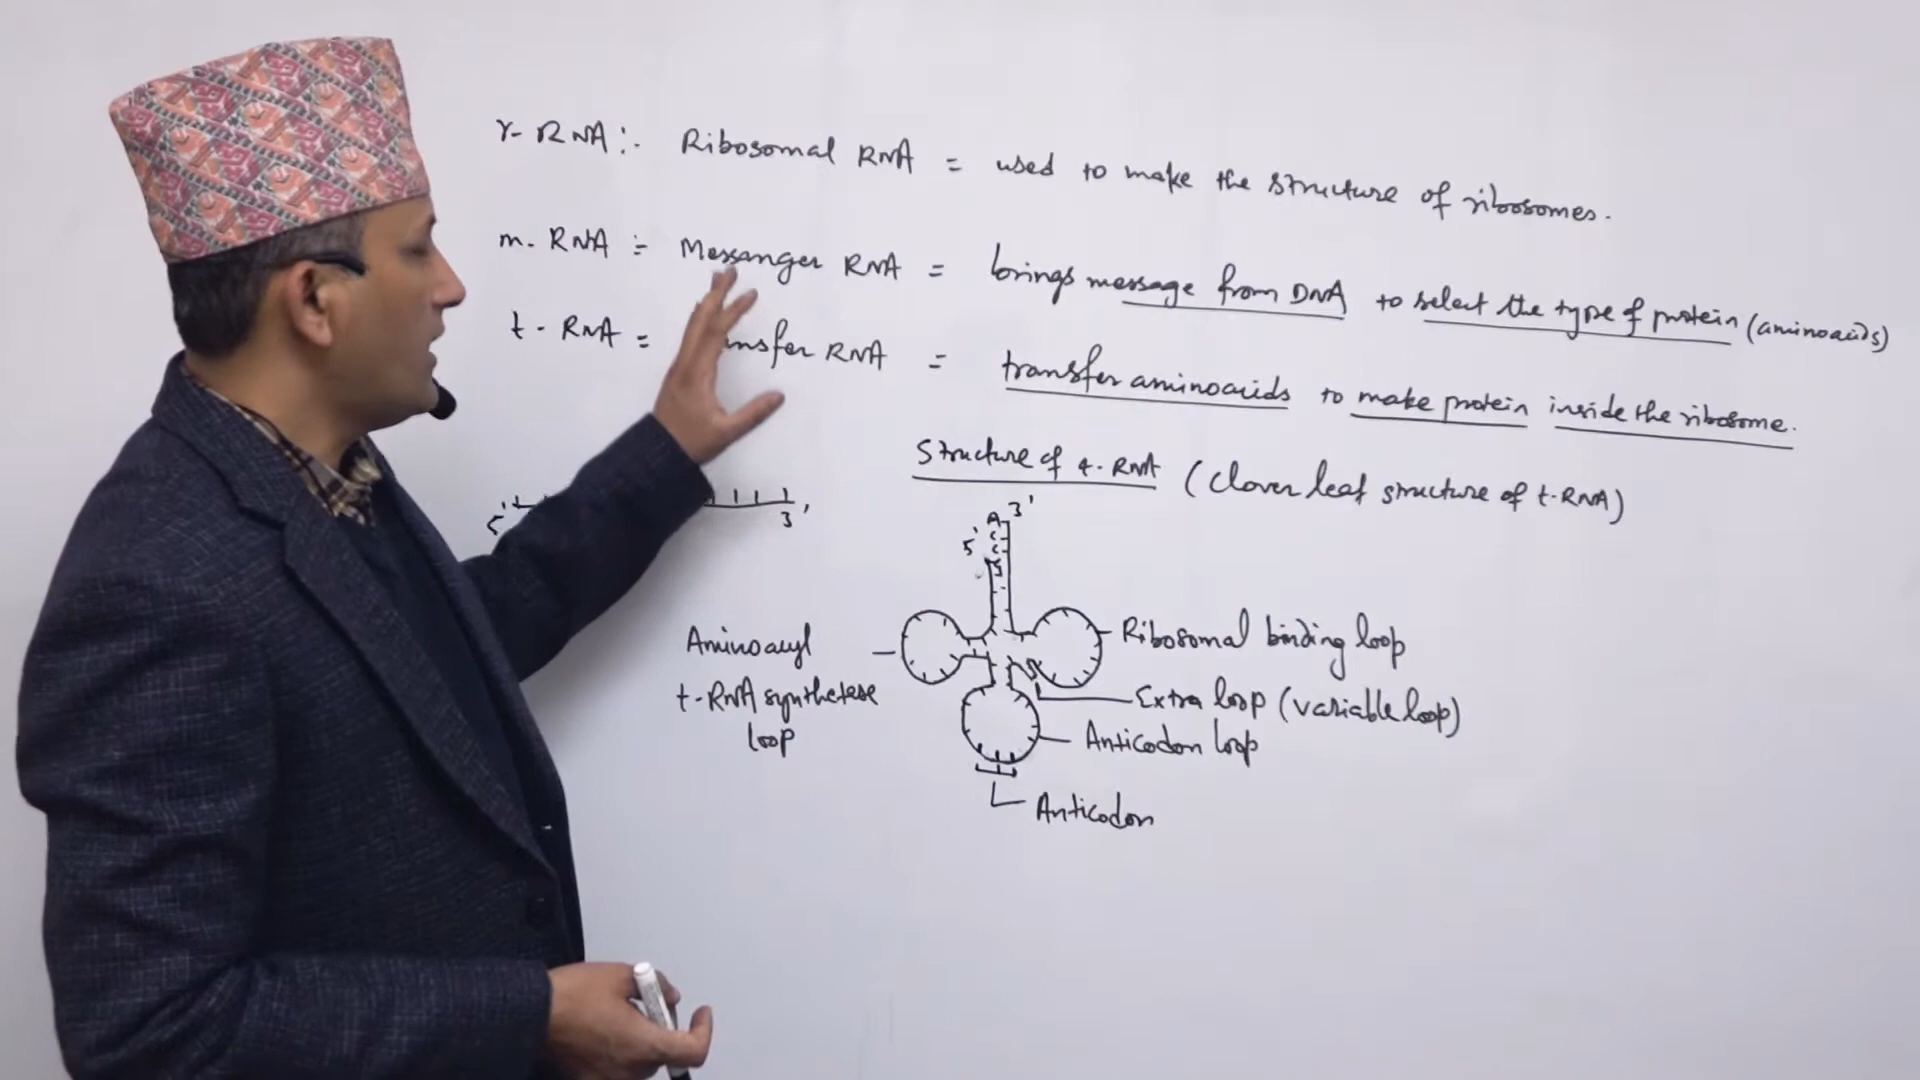 r- RNA :- Ribosomal RNA = used to make the structure of ribosomes.
m- RNA :- Messanger RNA = brings message from DNA to select the type of protein (aminoacids)
t- RNA = RNA = transfer aminoacids to make protein inside the ribosome.
Structure of t-RNA (Clover leaf structure of t-RNA)
5' 3'
A 3'
5' C
C
Aminoacyl
t-RNA synthetase
loop
Ribosomal binding loop
Extra loop (variable loop)
Anticodon loop
Anticodon